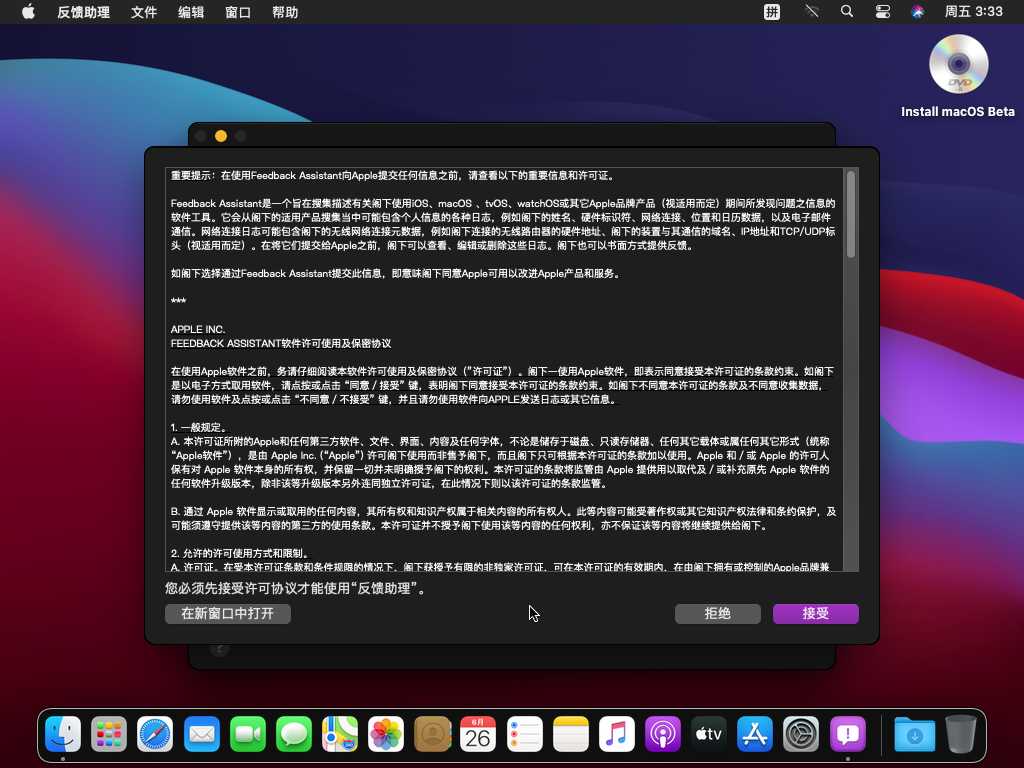 反馈助理 文件 编辑 窗口 帮助 拼 周五 3:33
DVD
Install macOS Beta
重要提示：在使用Feedback Assistant向Apple提交任何信息之前，请查看以下的重要信息和许可证。
Feedback Assistant是一个旨在搜集描述有关阁下使用iOS、macOS 、tvOS、watchOS或其它Apple品牌产品（视适用而定）期间所发现问题之信息的
软件工具。它会从阁下的适用产品搜集当中可能包含个人信息的各种日志，例如阁下的姓名、硬件标识符、网络连接、位置和日历数据，以及电子邮件
通信。网络连接日志可能包含阁下的无线网络连接元数据，例如阁下连接的无线路由器的硬件地址、阁下的装置与其通信的域名、IP地址和TCP/UDP标
头（视适用而定）。在将它们提交给Apple之前，阁下可以查看、编辑或删除这些日志。阁下也可以书面方式提供反馈。
如阁下选择通过Feedback Assistant提交此信息，即意味阁下同意Apple可用以改进Apple产品和服务。
***
APPLE INC.
FEEDBACK ASSISTANT软件许可使用及保密协议
在使用Apple软件之前，务请仔细阅读本软件许可使用及保密协议（“许可证”）。阁下一使用Apple软件，即表示同意接受本许可证的条款约束。如阁下
是以电子方式取用软件，请点按或点击“同意 / 接受”键，表明阁下同意接受本许可证的条款约束。如阁下不同意本许可证的条款及不同意收集数据，
请勿使用软件及点按或点击“不同意 / 不接受”键，并且请勿使用软件向APPLE发送日志或其它信息。
1. 一般规定。
A. 本许可证所附的Apple和任何第三方软件、文件、界面、内容及任何字体，不论是储存于磁盘、只读存储器、任何其它载体或属任何其它形式（统称
“Apple软件”），是由 Apple Inc. (“Apple”) 许可阁下使用而非售予阁下，而且阁下只可根据本许可证的条款加以使用。Apple 和 / 或 Apple 的许可人
保有对 Apple 软件本身的所有权，并保留一切并未明确授予阁下的权利。本许可证的条款将监管由 Apple 提供用以取代及 / 或补充原先 Apple 软件的
任何软件升级版本，除非该等升级版本另外连同独立许可证，在此情况下则以该许可证的条款监管。
B. 通过 Apple 软件显示或取用的任何内容，其所有权和知识产权属于相关内容的所有权人。此等内容可能受著作权或其它知识产权法律和条约保护，及
可能须遵守提供该等内容的第三方的使用条款。本许可证并不授予阁下使用该等内容的任何权利，亦不保证该等内容将继续提供给阁下。
2. 允许的许可使用方式和限制。
A. 许可证。在受本许可证条款和条件规限的情况下，阁下获授予有限的非独家许可证，可在本许可证的有效期内，在由阁下拥有或控制的Apple品牌兼
您必须先接受许可协议才能使用“反馈助理”。
在新窗口中打开 拒绝 接受
?
6月
26
tv